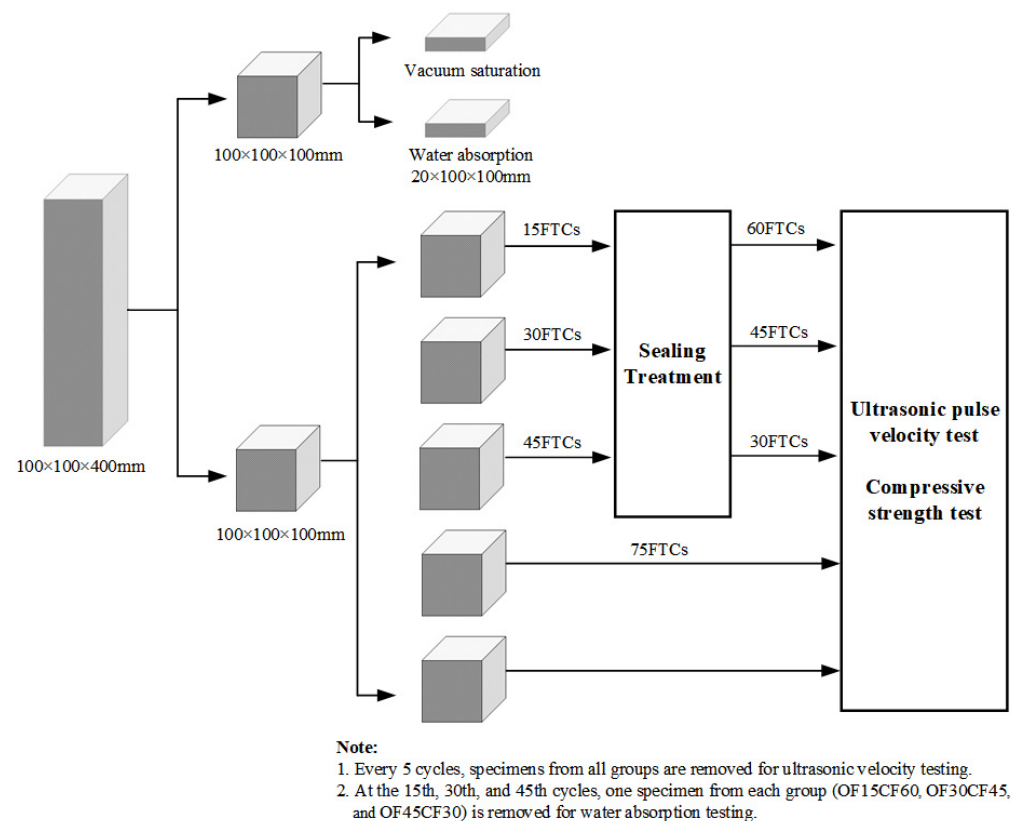 Vacuum saturation
100×100×100mm
Water absorption
20×100×100mm
15FTCs
60FTCs
30FTCs
45FTCs
Sealing
Treatment
Ultrasonic pulse
velocity test
45FTCs
30FTCs
100×100×400mm
Compressive
strength test
100×100×100mm
75FTCs
Note:
1. Every 5 cycles, specimens from all groups are removed for ultrasonic velocity testing.
2. At the 15th, 30th, and 45th cycles, one specimen from each group (OF15CF60, OF30CF45,
and OF45CF30) is removed for water absorption testing.